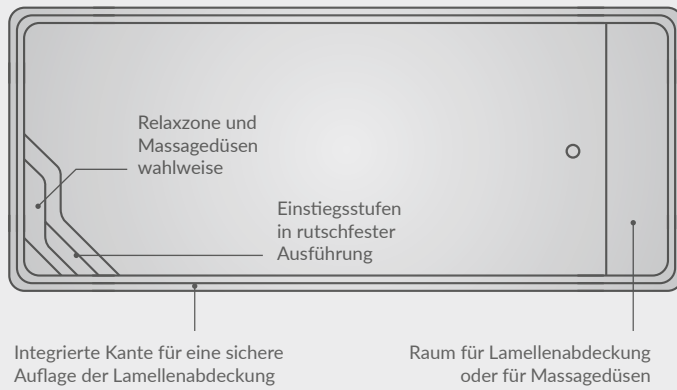 Relaxzone und
Massagedüsen
wahlweise
Einstiegsstufen
in rutschfester
Ausführung
Integrierte Kante für eine sichere
Auflage der Lamellenabdeckung
Raum für Lamellenabdeckung
oder für Massagedüsen